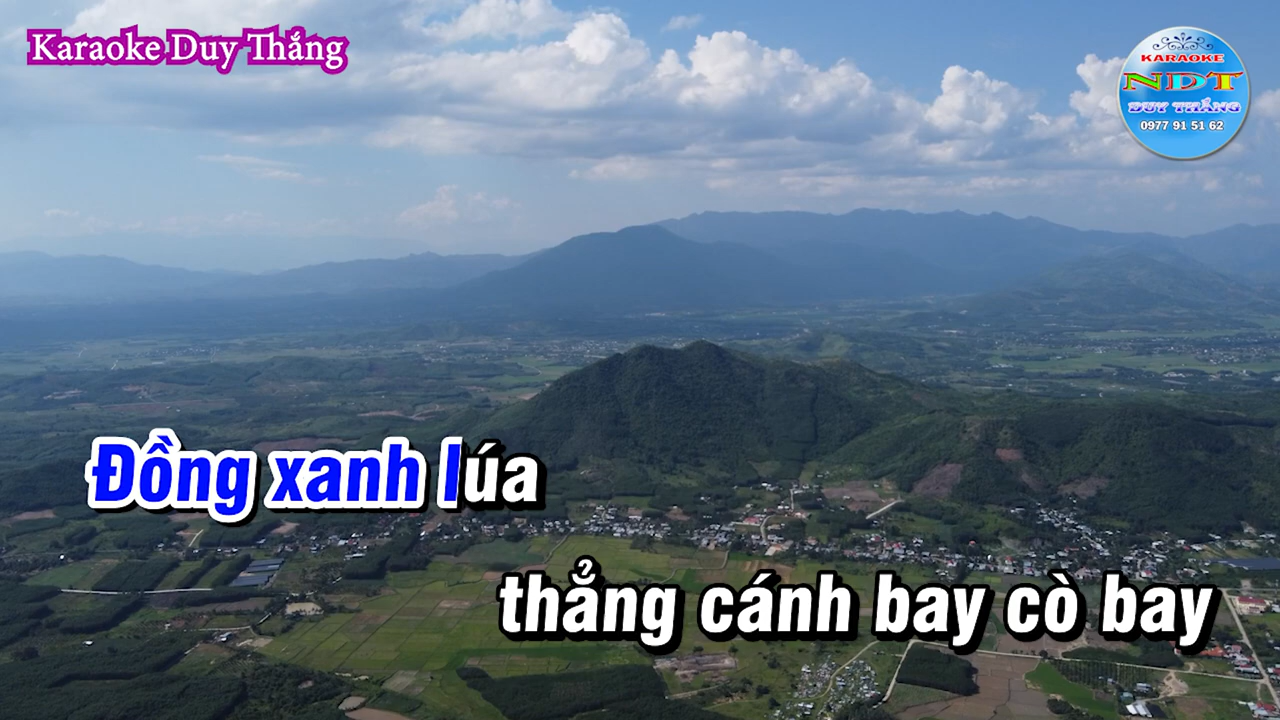 Karaoke Duy Thắng
KARAOKE
NDT
DUY THẮNG
0977 91 51 62
Đồng xanh lúa
thẳng cánh bay cò bay